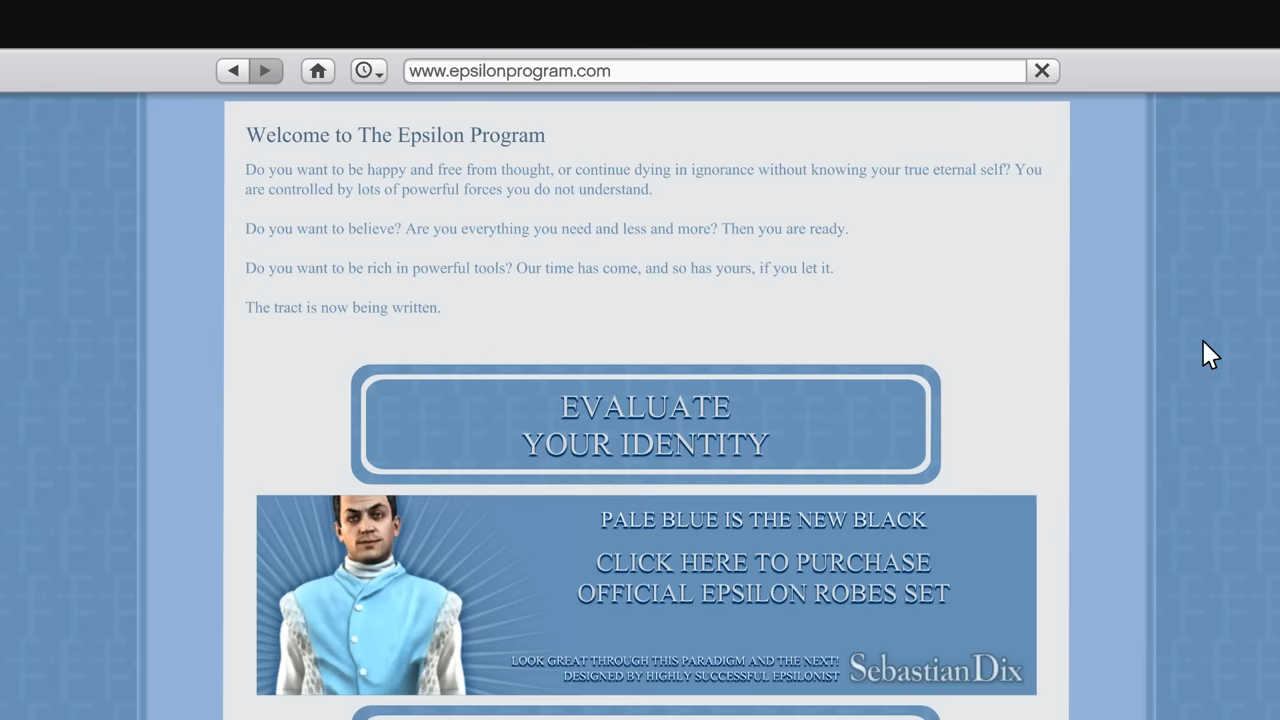 www.epsilonprogram.com
Welcome to The Epsilon Program
Do you want to be happy and free from thought, or continue dying in ignorance without knowing your true eternal self? You
are controlled by lots of powerful forces you do not understand.
Do you want to believe? Are you everything you need and less and more? Then you are ready.
Do you want to be rich in powerful tools? Our time has come, and so has yours, if you let it.
The tract is now being written.
EVALUATE
YOUR IDENTITY
PALE BLUE IS THE NEW BLACK
CLICK HERE TO PURCHASE
OFFICIAL EPSILON ROBES SET
LOOK GREAT THROUGH THIS PARADIGM AND THE NEXT!
DESIGNED BY HIGHLY SUCCESSFUL EPSILONIST
SebastianDix